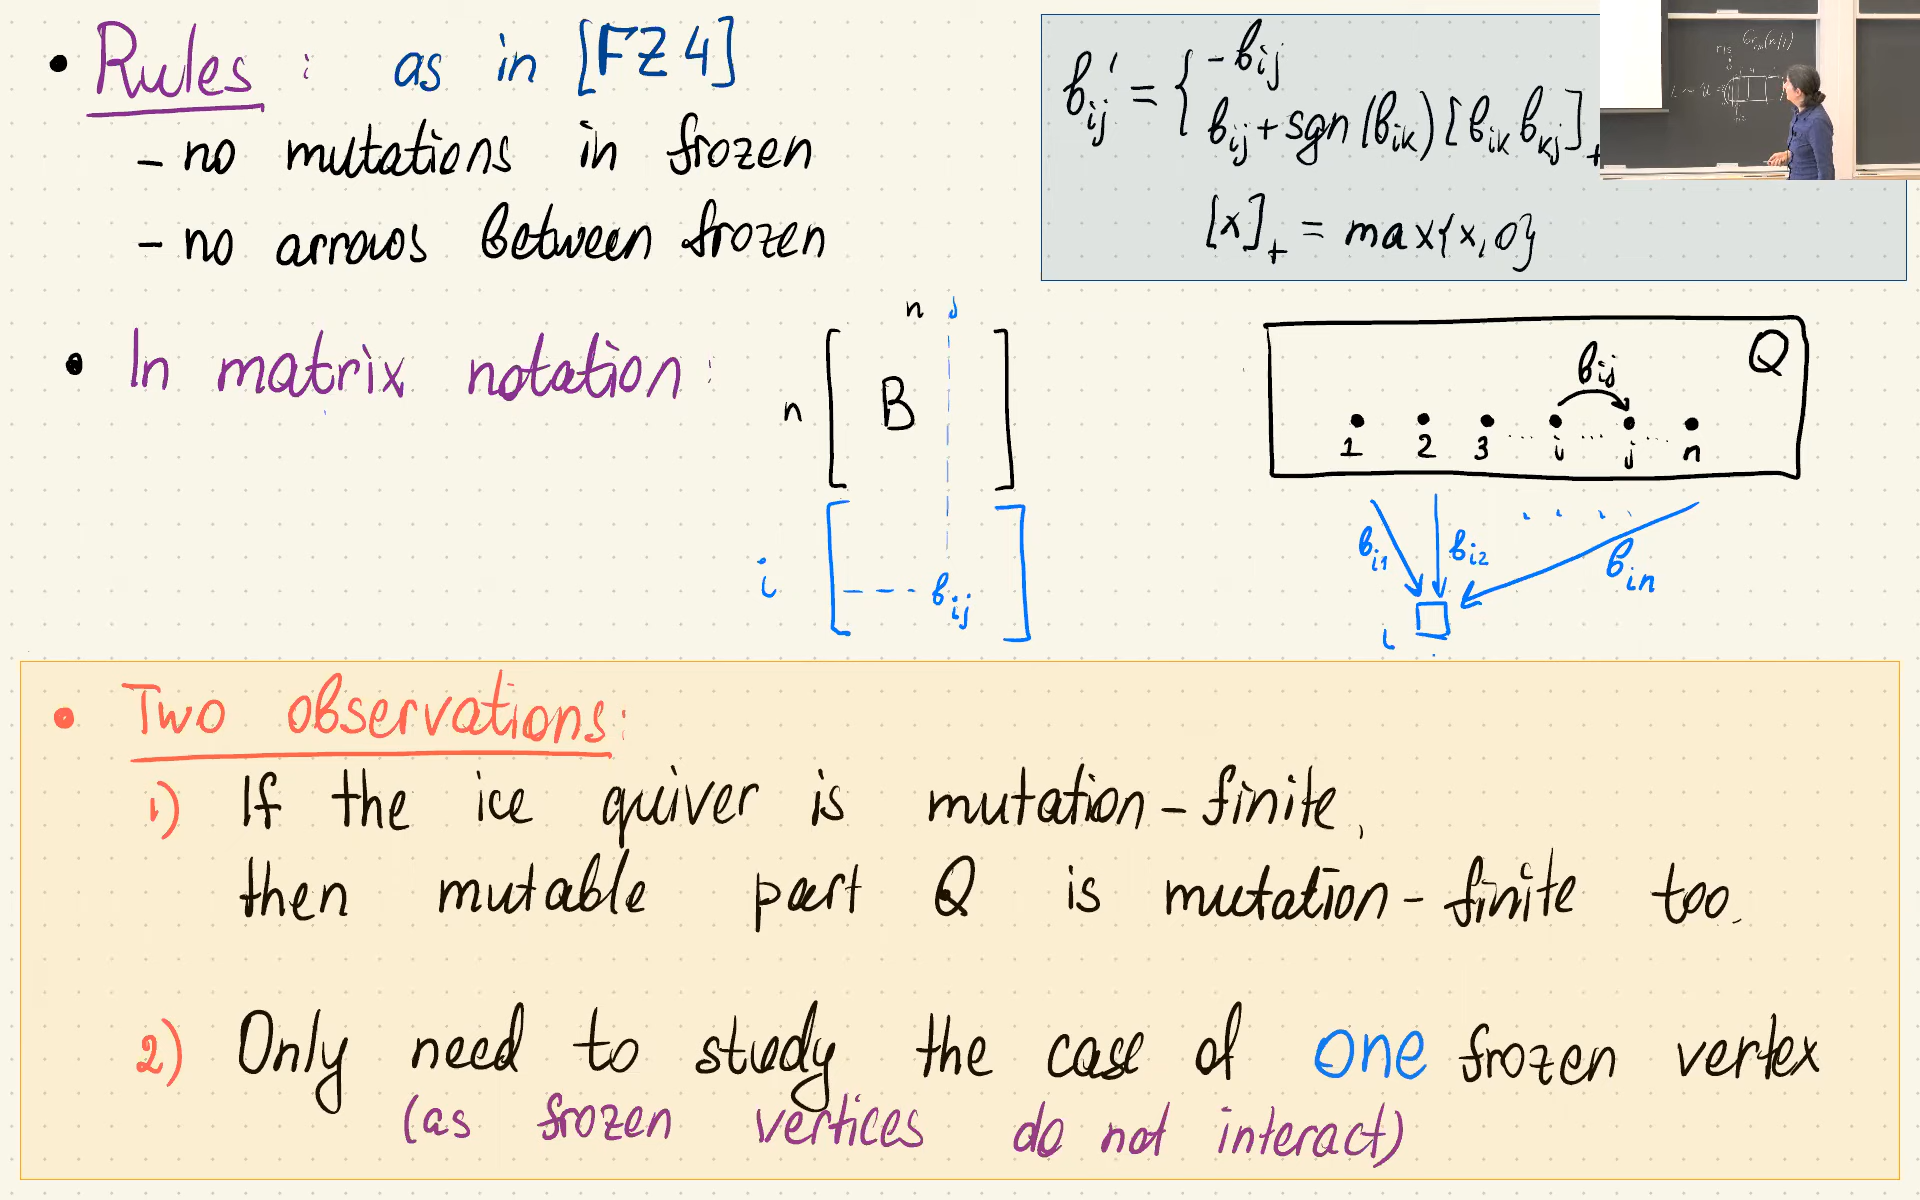 • Rules : as in [FZ4]
- no mutations in frozen
- no arrows between frozen
b'ij = { -bij
bij + sgn(bik)[bik bkj]+
[x]+ = max{x,0}
• In matrix notation:
n j
n B
i --- bij
Q
bij
1 2 3 ... i ... j ... n
bi1 bi2 .... bin
i
• Two observations:
1) If the ice quiver is mutation-finite,
then mutable part Q is mutation-finite too.
2) Only need to study the case of one frozen vertex
(as frozen vertices do not interact)